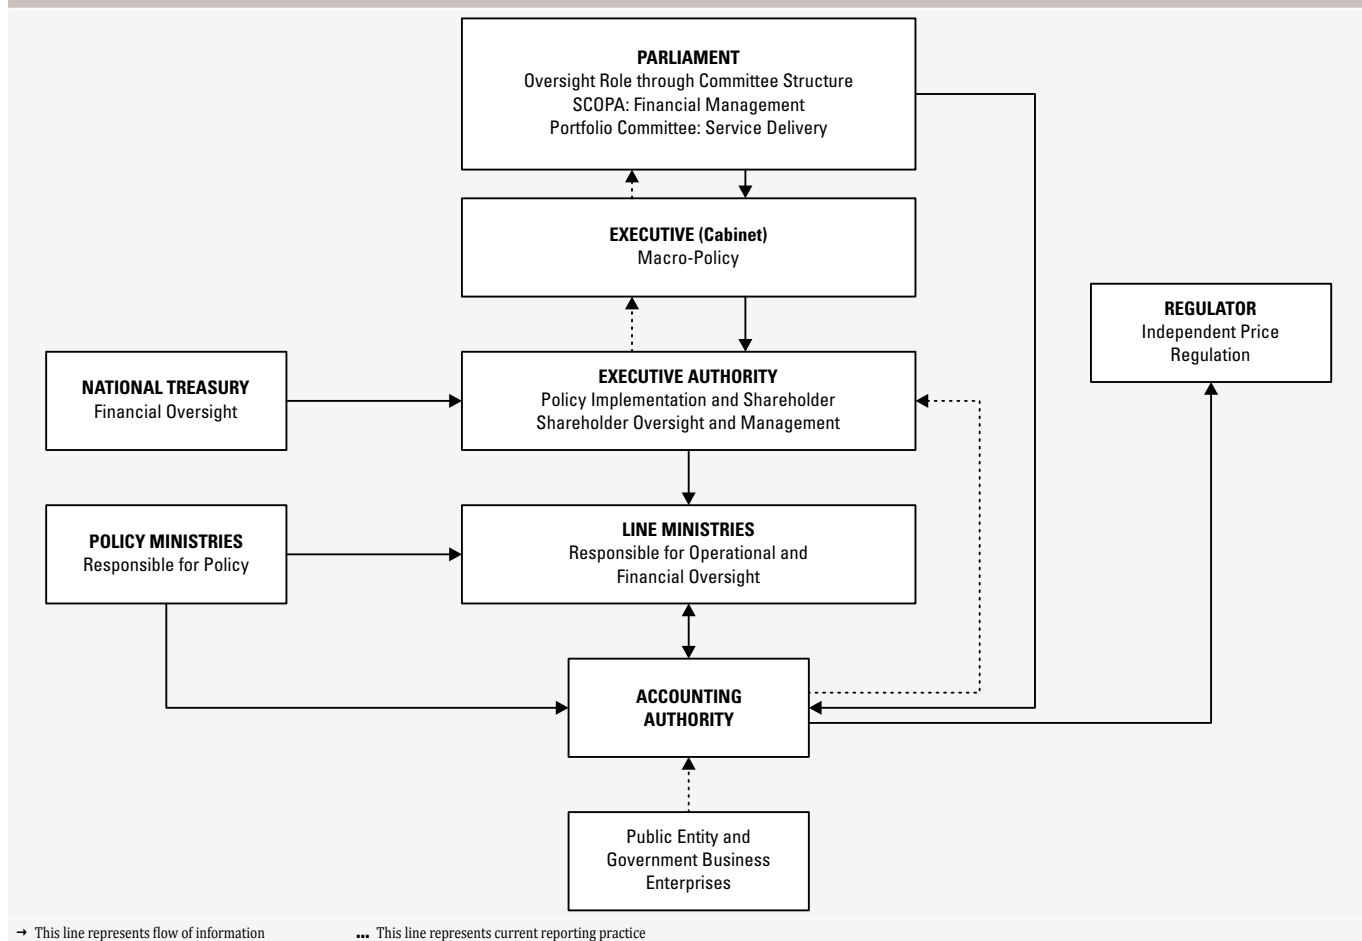 PARLIAMENT
Oversight Role through Committee Structure
SCOPA: Financial Management
Portfolio Committee: Service Delivery
EXECUTIVE (Cabinet)
Macro-Policy
REGULATOR
Independent Price
Regulation
NATIONAL TREASURY
Financial Oversight
EXECUTIVE AUTHORITY
Policy Implementation and Shareholder
Shareholder Oversight and Management
POLICY MINISTRIES
Responsible for Policy
LINE MINISTRIES
Responsible for Operational and
Financial Oversight
ACCOUNTING
AUTHORITY
Public Entity and
Government Business
Enterprises
→ This line represents flow of information
... This line represents current reporting practice